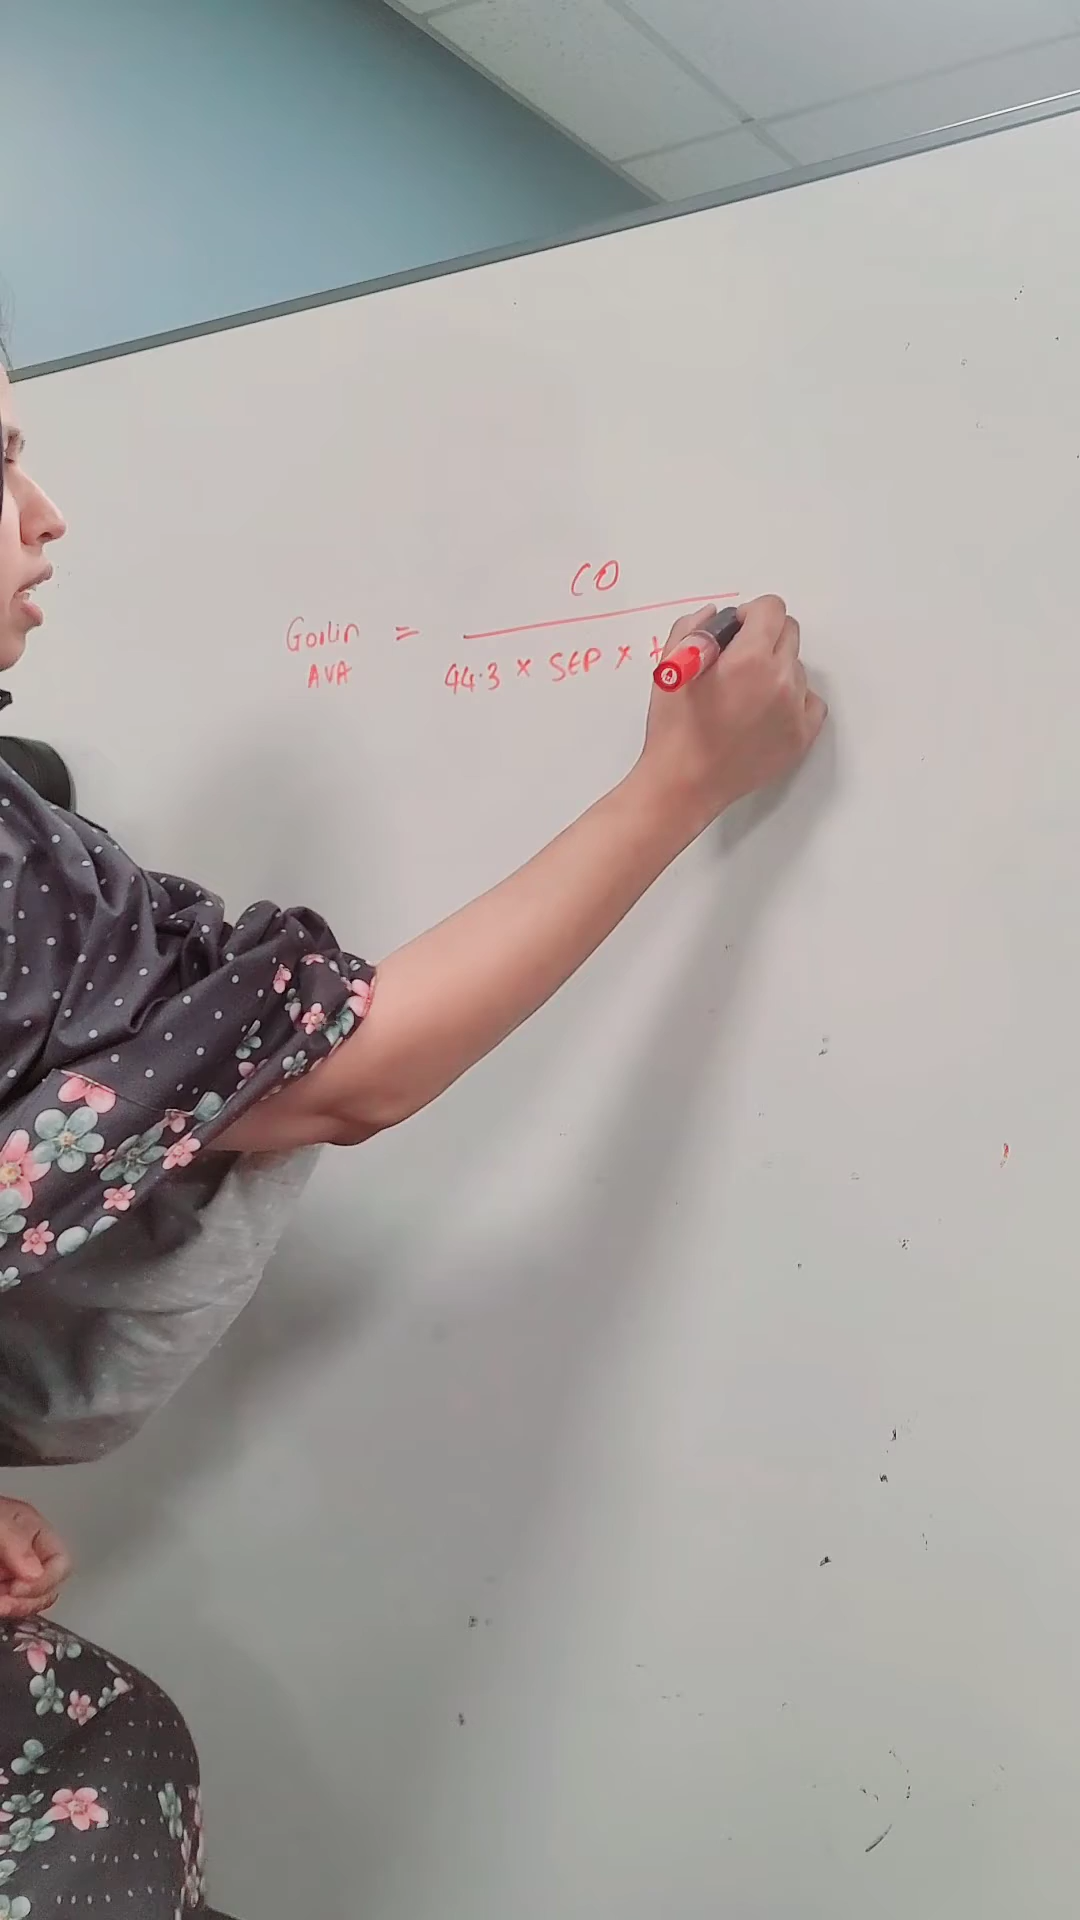 CO
Gorlin =
AVA 44.3 × SEP ×